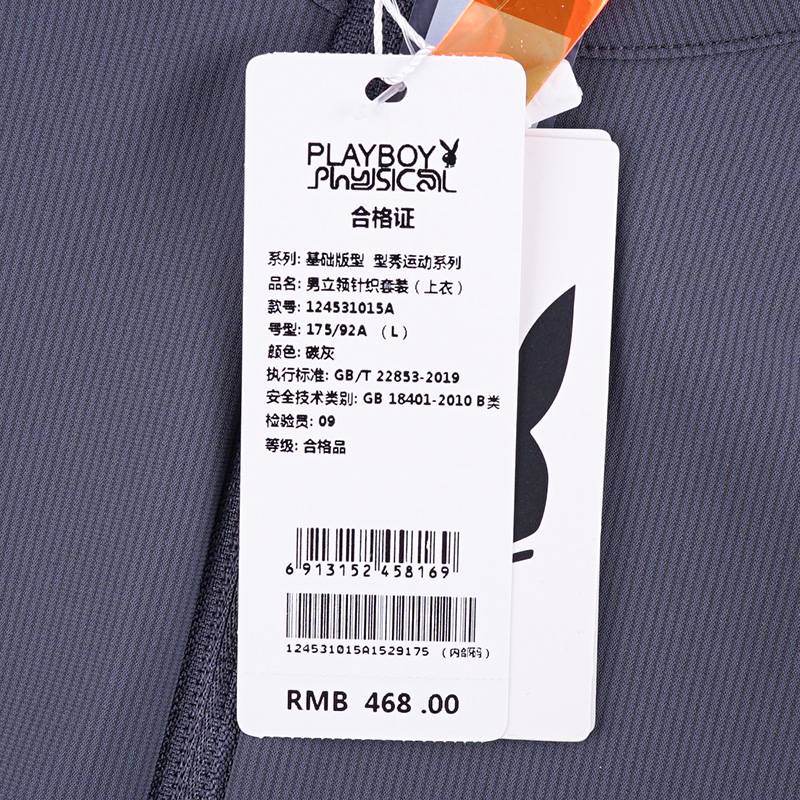 PLAYBOY
PhYSICAL
合格证
系列: 基础版型 型秀运动系列
品名: 男立领针织套装（上衣）
款号: 124531015A
号型: 175/92A （L）
颜色: 碳灰
执行标准: GB/T 22853-2019
安全技术类别: GB 18401-2010 B类
检验员: 09
等级: 合格品
6 913152 458169
124531015A1529175 （内部码）
RMB 468 .00